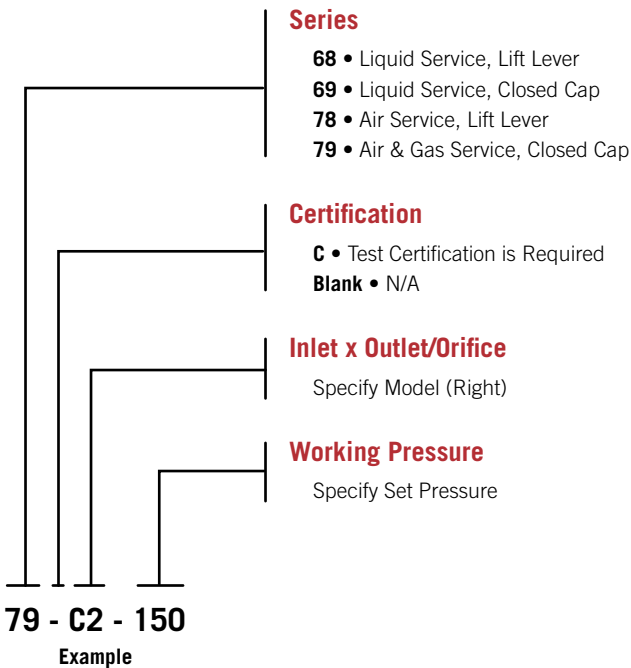 Series
68 • Liquid Service, Lift Lever
69 • Liquid Service, Closed Cap
78 • Air Service, Lift Lever
79 • Air & Gas Service, Closed Cap
Certification
C • Test Certification is Required
Blank • N/A
Inlet x Outlet/Orifice
Specify Model (Right)
Working Pressure
Specify Set Pressure
79 - C2 - 150
Example